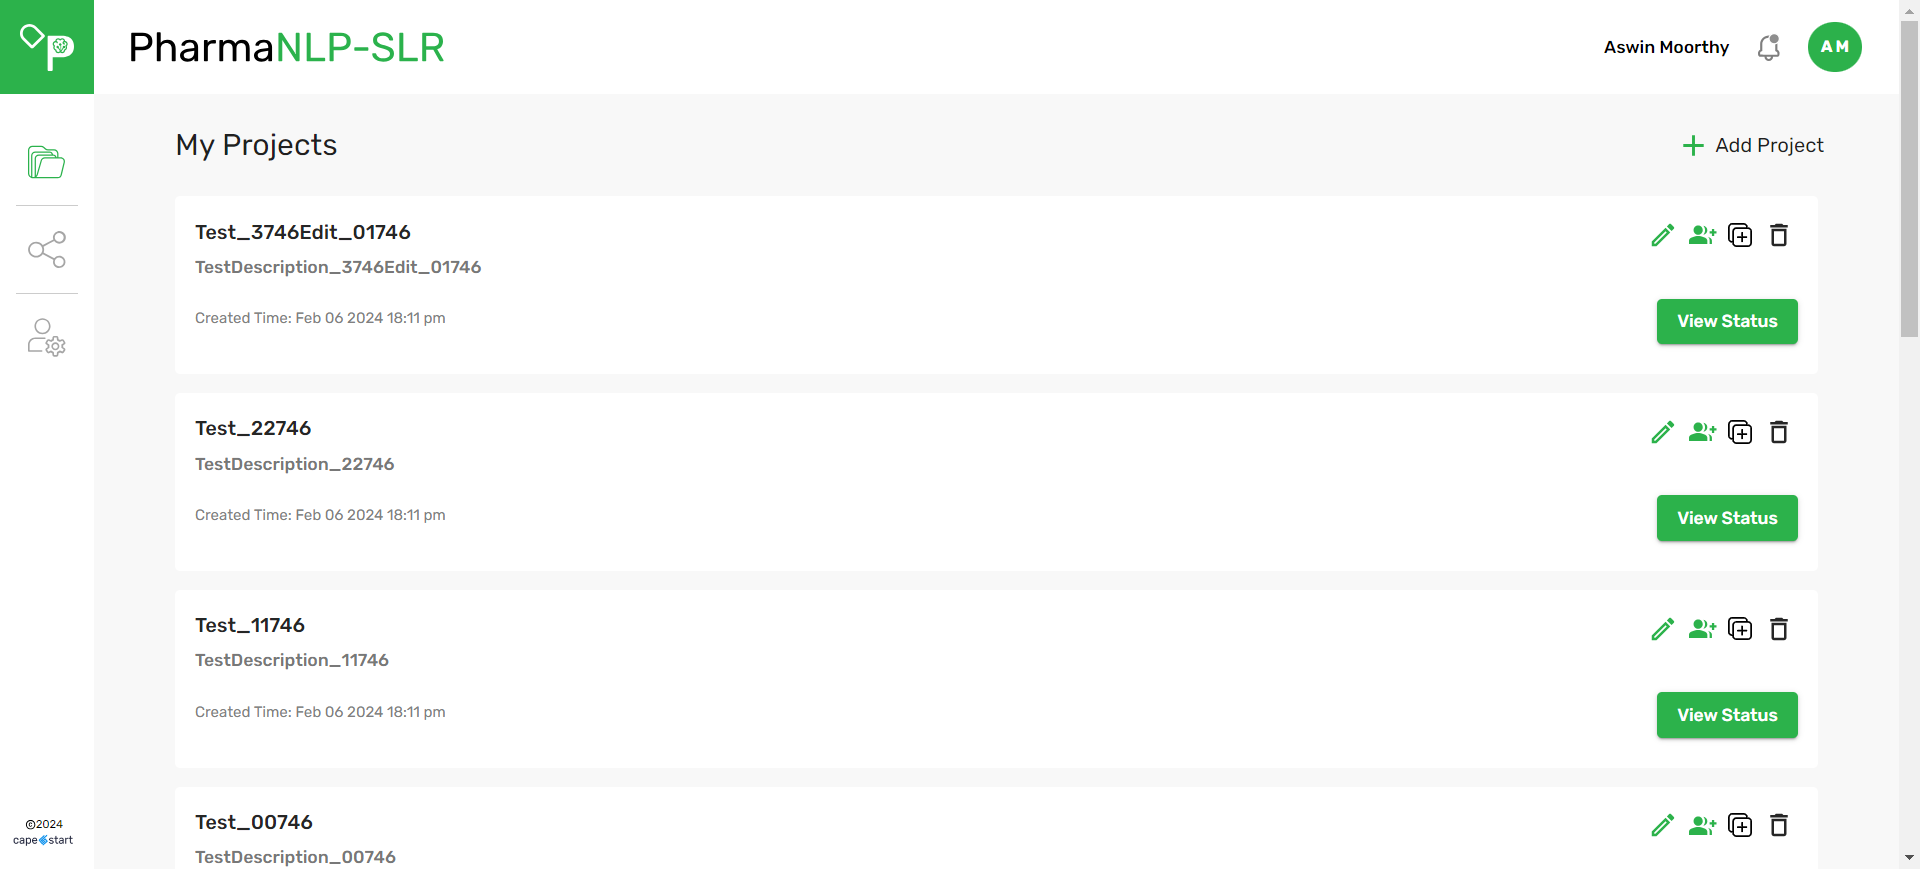 P
PharmaNLP-SLR
Aswin Moorthy
AM
My Projects
Add Project
Test_3746Edit_01746
TestDescription_3746Edit_01746
Created Time: Feb 06 2024 18:11 pm
View Status
Test_22746
TestDescription_22746
Created Time: Feb 06 2024 18:11 pm
View Status
Test_11746
TestDescription_11746
Created Time: Feb 06 2024 18:11 pm
View Status
Test_00746
TestDescription_00746
©2024
cape start